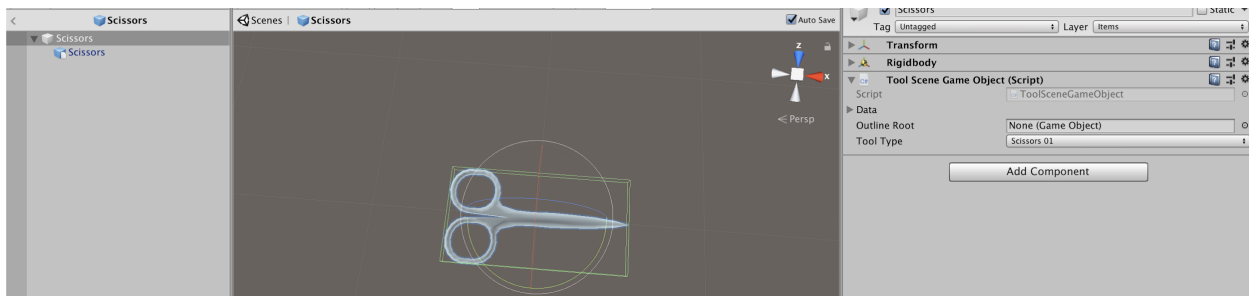 Scissors
Scissors
Scissors
Scenes | Scissors
Auto Save
z
x
Persp
Scissors
Static
Tag Untagged Layer Items
Transform
Rigidbody
Tool Scene Game Object (Script)
Script ToolSceneGameObject
Data
Outline Root None (Game Object)
Tool Type Scissors 01
Add Component